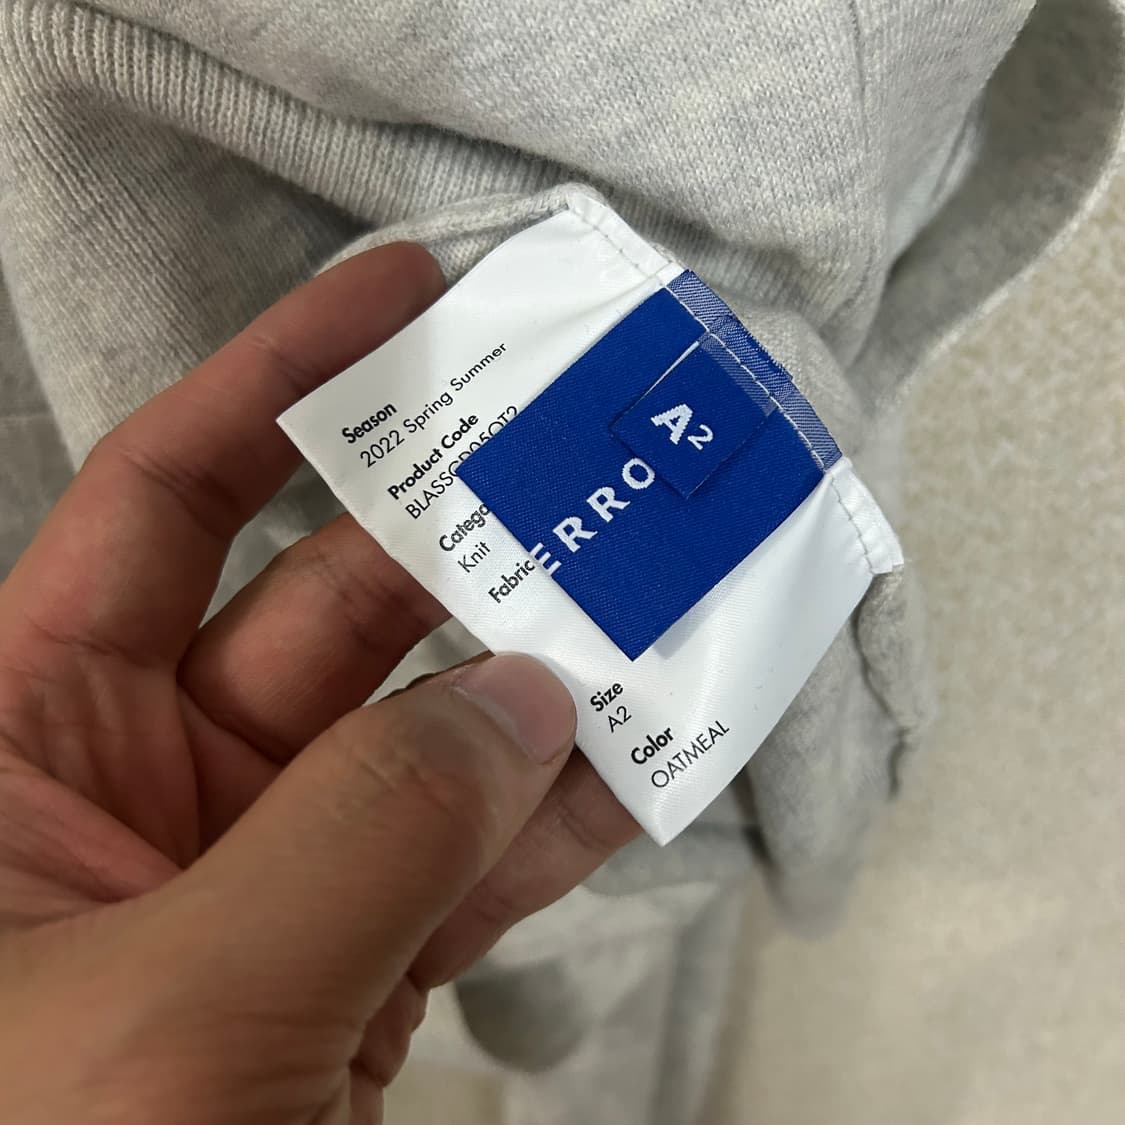 Season
2022 Spring Summer
Product Code
Knit
Fabric
Size
A2
Color
OATMEAL
A2
ERRO